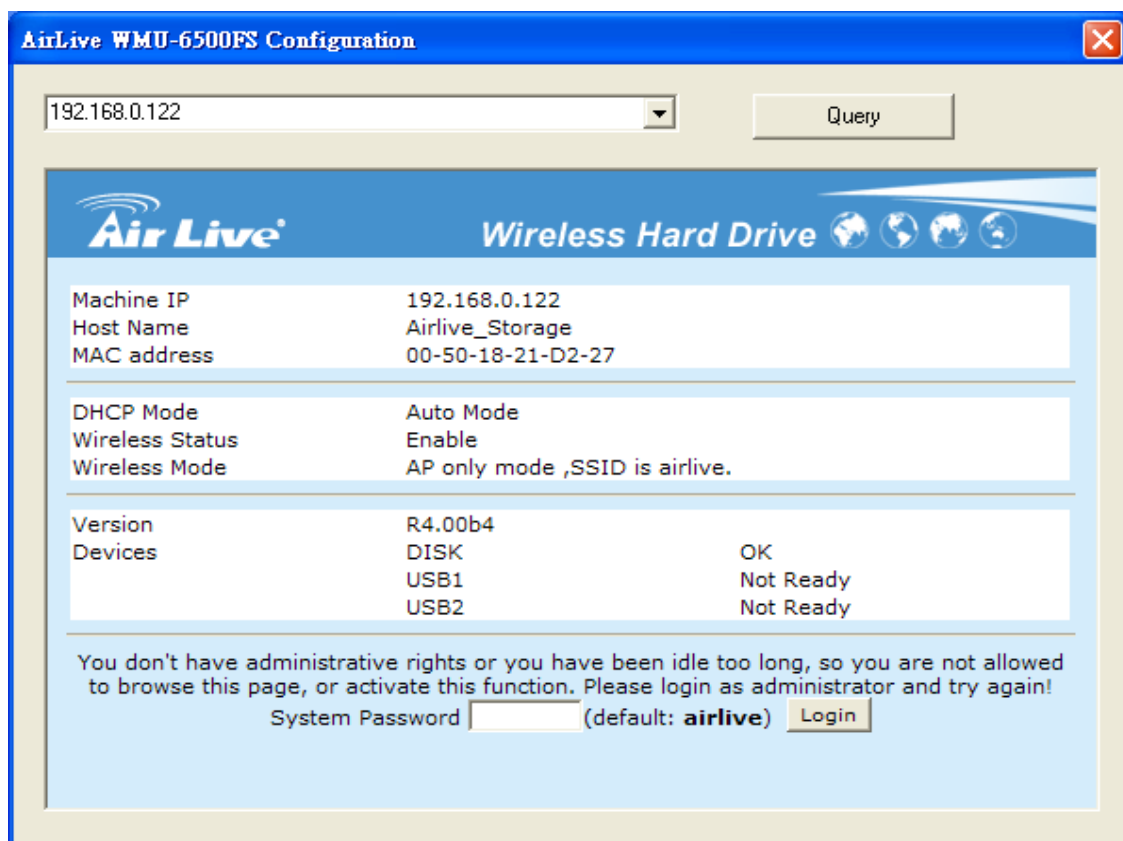 AirLive WMU-6500FS Configuration
192.168.0.122 Query
Air Live® Wireless Hard Drive
Machine IP 192.168.0.122
Host Name Airlive_Storage
MAC address 00-50-18-21-D2-27
DHCP Mode Auto Mode
Wireless Status Enable
Wireless Mode AP only mode ,SSID is airlive.
Version R4.00b4
Devices DISK OK
USB1 Not Ready
USB2 Not Ready
You don't have administrative rights or you have been idle too long, so you are not allowed
to browse this page, or activate this function. Please login as administrator and try again!
System Password (default: airlive) Login